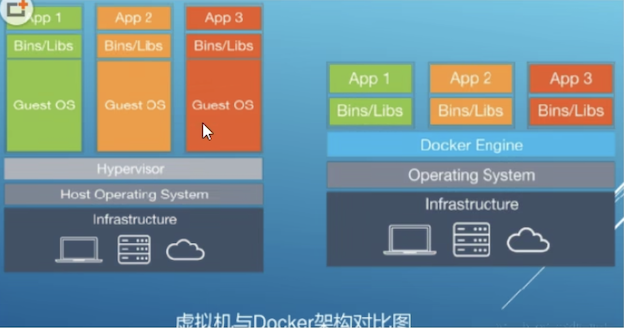 App 1
App 2
App 3
Bins/Libs
Bins/Libs
Bins/Libs
Guest OS
Guest OS
Guest OS
Hypervisor
Host Operating System
Infrastructure
App 1
App 2
App 3
Bins/Libs
Bins/Libs
Bins/Libs
Docker Engine
Operating System
Infrastructure
虚拟机与Docker架构对比图